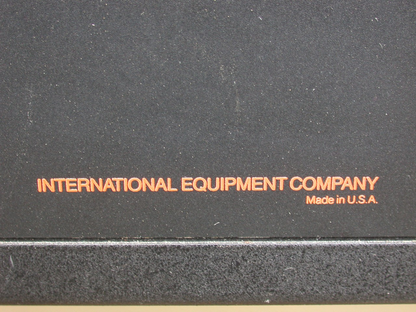 INTERNATIONAL EQUIPMENT COMPANY
Made in U.S.A.